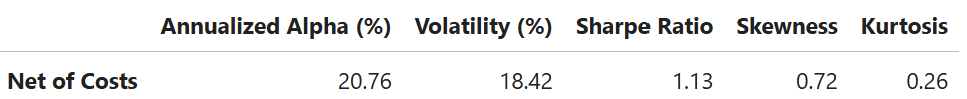 Annualized Alpha (%) Volatility (%) Sharpe Ratio Skewness Kurtosis
Net of Costs 20.76 18.42 1.13 0.72 0.26